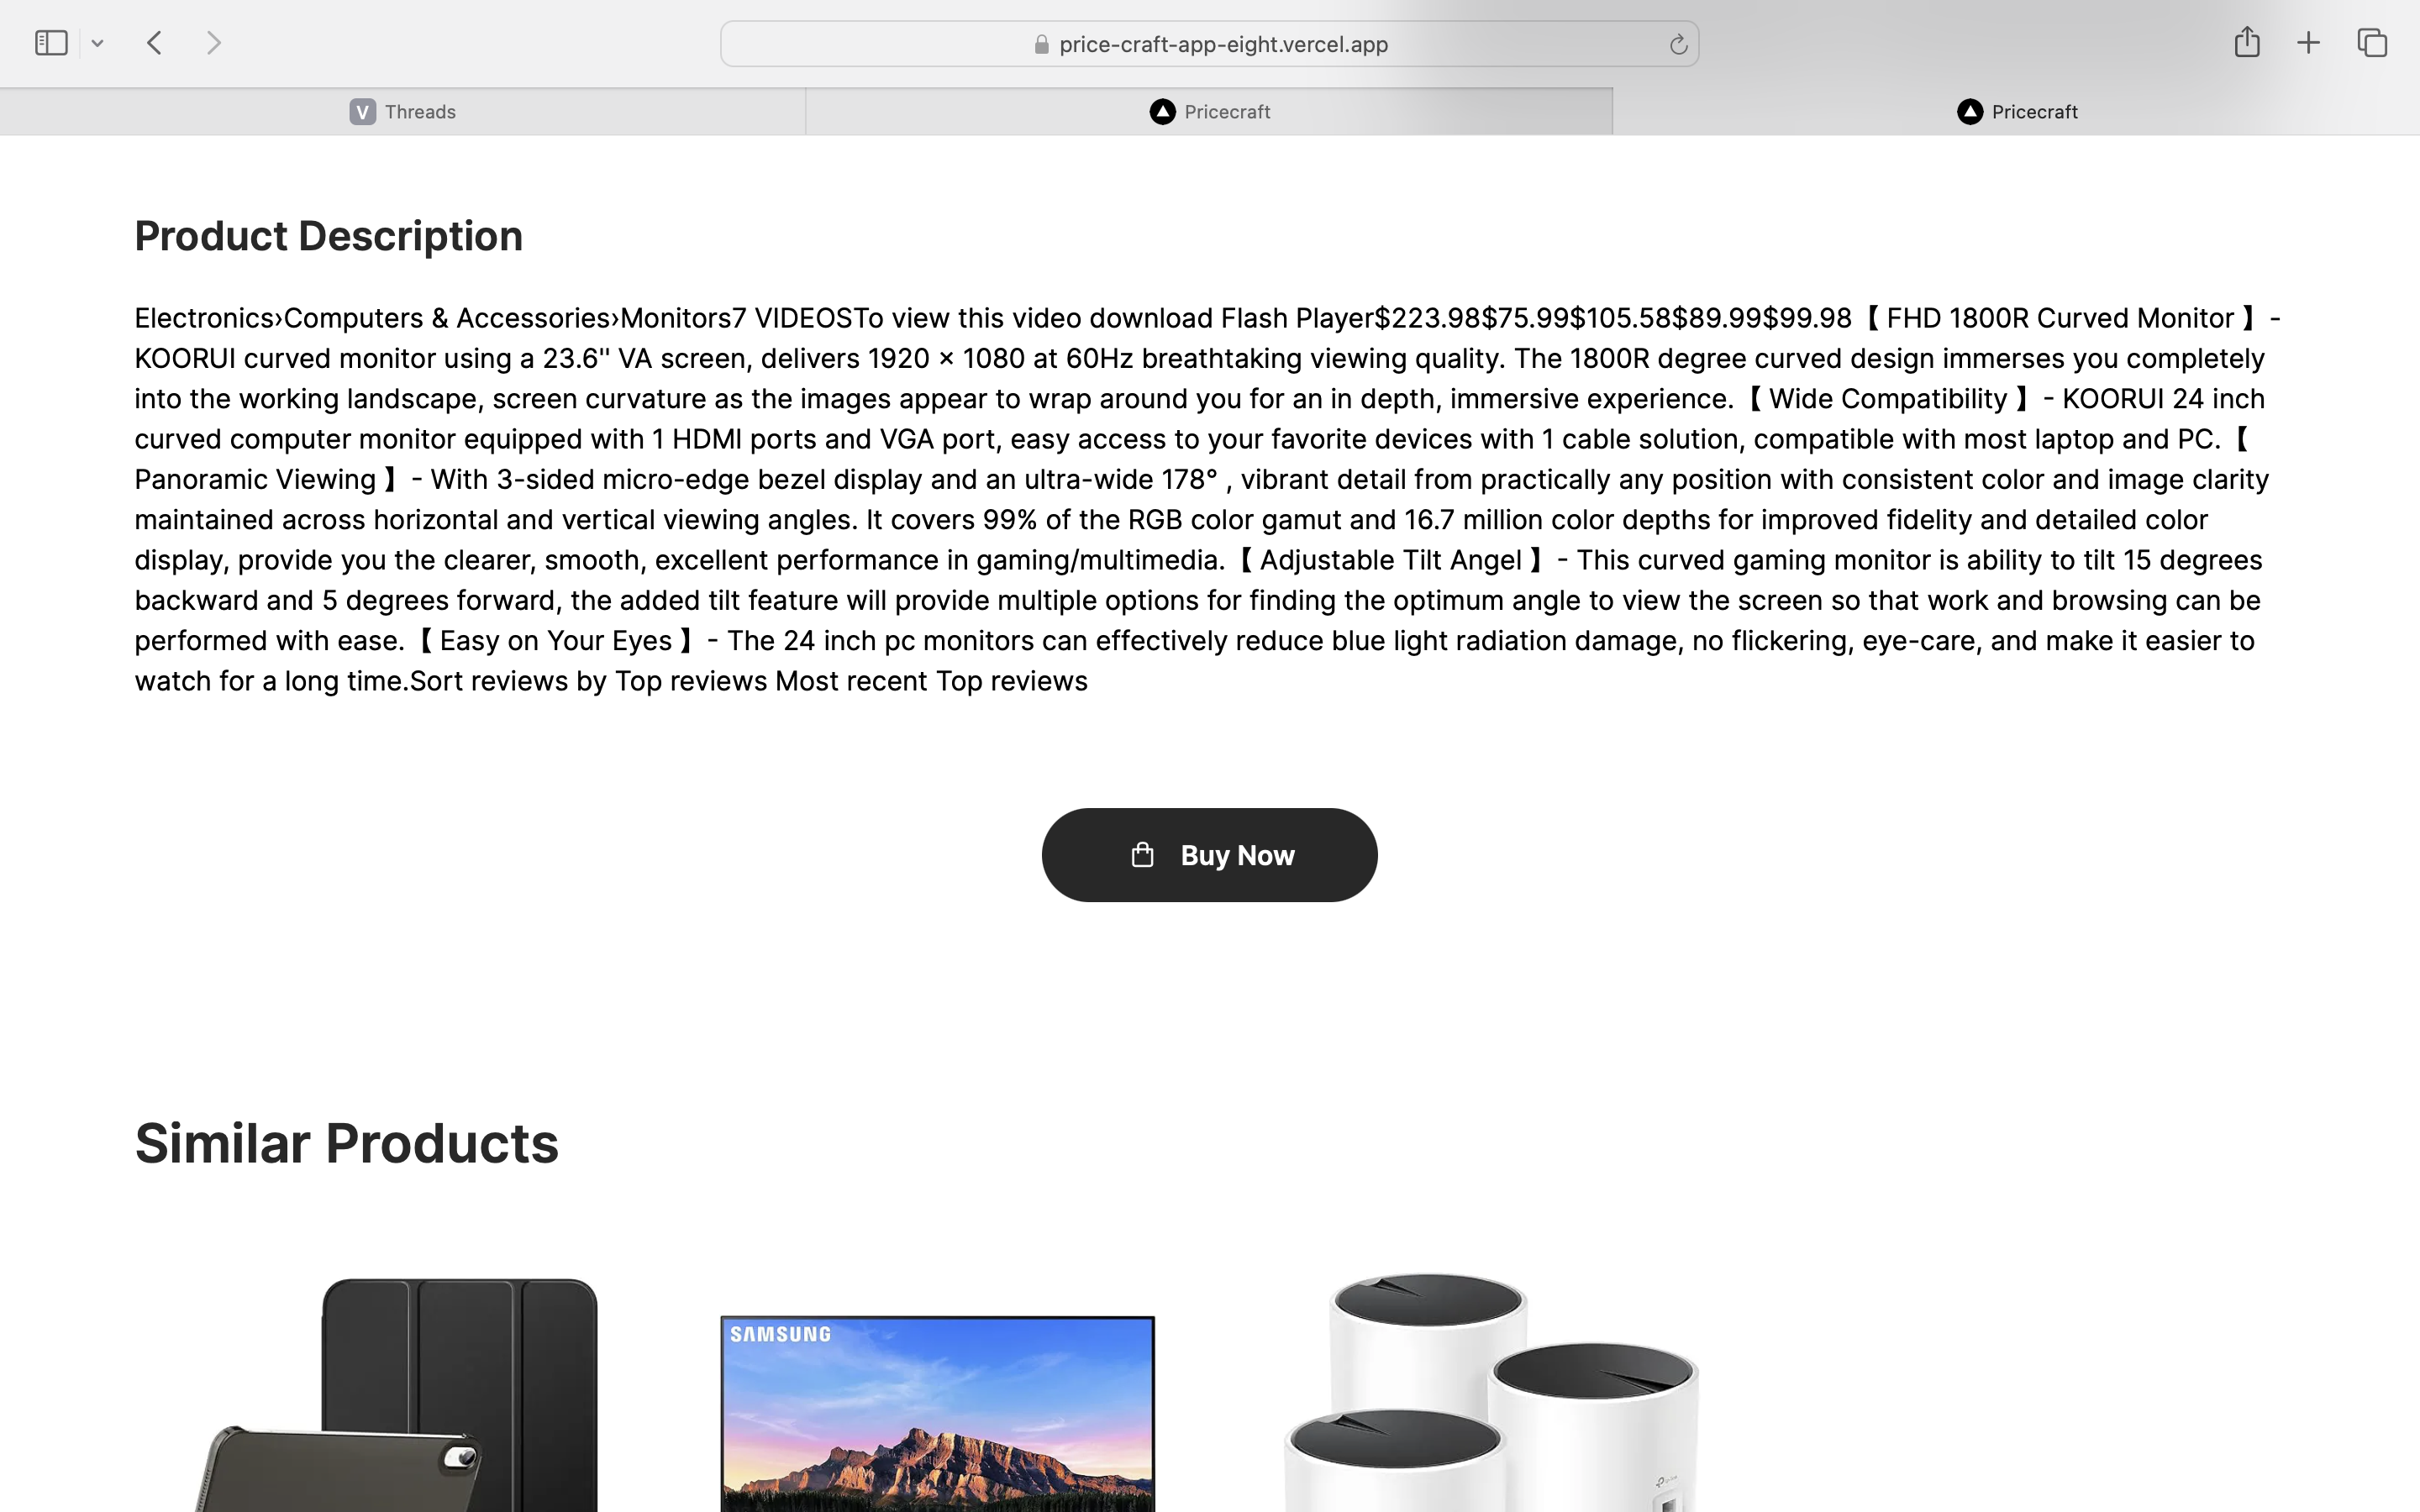 price-craft-app-eight.vercel.app
V Threads
Pricecraft
Pricecraft
Product Description
Electronics›Computers & Accessories›Monitors7 VIDEOSTo view this video download Flash Player$223.98$75.99$105.58$89.99$99.98【 FHD 1800R Curved Monitor 】-
KOORUI curved monitor using a 23.6'' VA screen, delivers 1920 × 1080 at 60Hz breathtaking viewing quality. The 1800R degree curved design immerses you completely
into the working landscape, screen curvature as the images appear to wrap around you for an in depth, immersive experience.【 Wide Compatibility 】- KOORUI 24 inch
curved computer monitor equipped with 1 HDMI ports and VGA port, easy access to your favorite devices with 1 cable solution, compatible with most laptop and PC.【
Panoramic Viewing 】- With 3-sided micro-edge bezel display and an ultra-wide 178° , vibrant detail from practically any position with consistent color and image clarity
maintained across horizontal and vertical viewing angles. It covers 99% of the RGB color gamut and 16.7 million color depths for improved fidelity and detailed color
display, provide you the clearer, smooth, excellent performance in gaming/multimedia.【 Adjustable Tilt Angel 】- This curved gaming monitor is ability to tilt 15 degrees
backward and 5 degrees forward, the added tilt feature will provide multiple options for finding the optimum angle to view the screen so that work and browsing can be
performed with ease.【 Easy on Your Eyes 】- The 24 inch pc monitors can effectively reduce blue light radiation damage, no flickering, eye-care, and make it easier to
watch for a long time.Sort reviews by Top reviews Most recent Top reviews
Buy Now
Similar Products
SAMSUNG